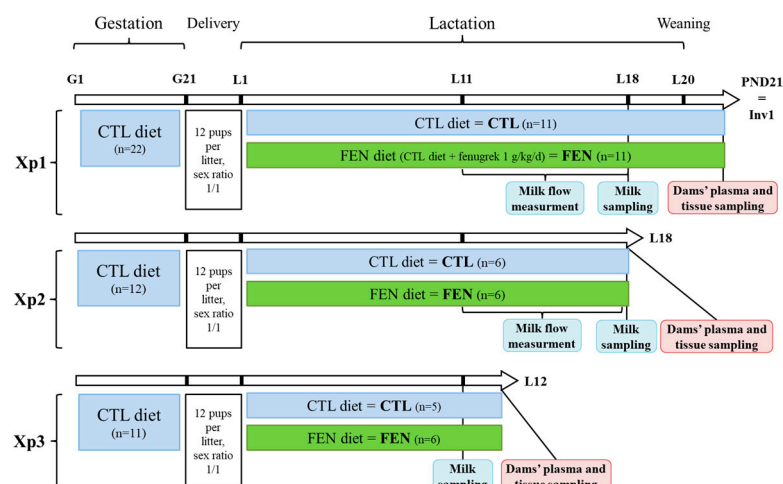 Gestation Delivery Lactation Weaning
G1 G21 L1 L11 L18 L20 PND21
=
Inv1
Xp1
CTL diet
(n=22)
12 pups
per
litter,
sex ratio
1/1
CTL diet = CTL (n=11)
FEN diet (CTL diet + fenugrek 1 g/kg/d) = FEN (n=11)
Milk flow
measurment
Milk
sampling
Dams' plasma and
tissue sampling
L18
Xp2
CTL diet
(n=12)
12 pups
per
litter,
sex ratio
1/1
CTL diet = CTL (n=6)
FEN diet = FEN (n=6)
Milk flow
measurment
Milk
sampling
Dams' plasma and
tissue sampling
L12
Xp3
CTL diet
(n=11)
12 pups
per
litter,
sex ratio
1/1
CTL diet = CTL (n=5)
FEN diet = FEN (n=6)
Milk
sampling
Dams' plasma and
tissue sampling